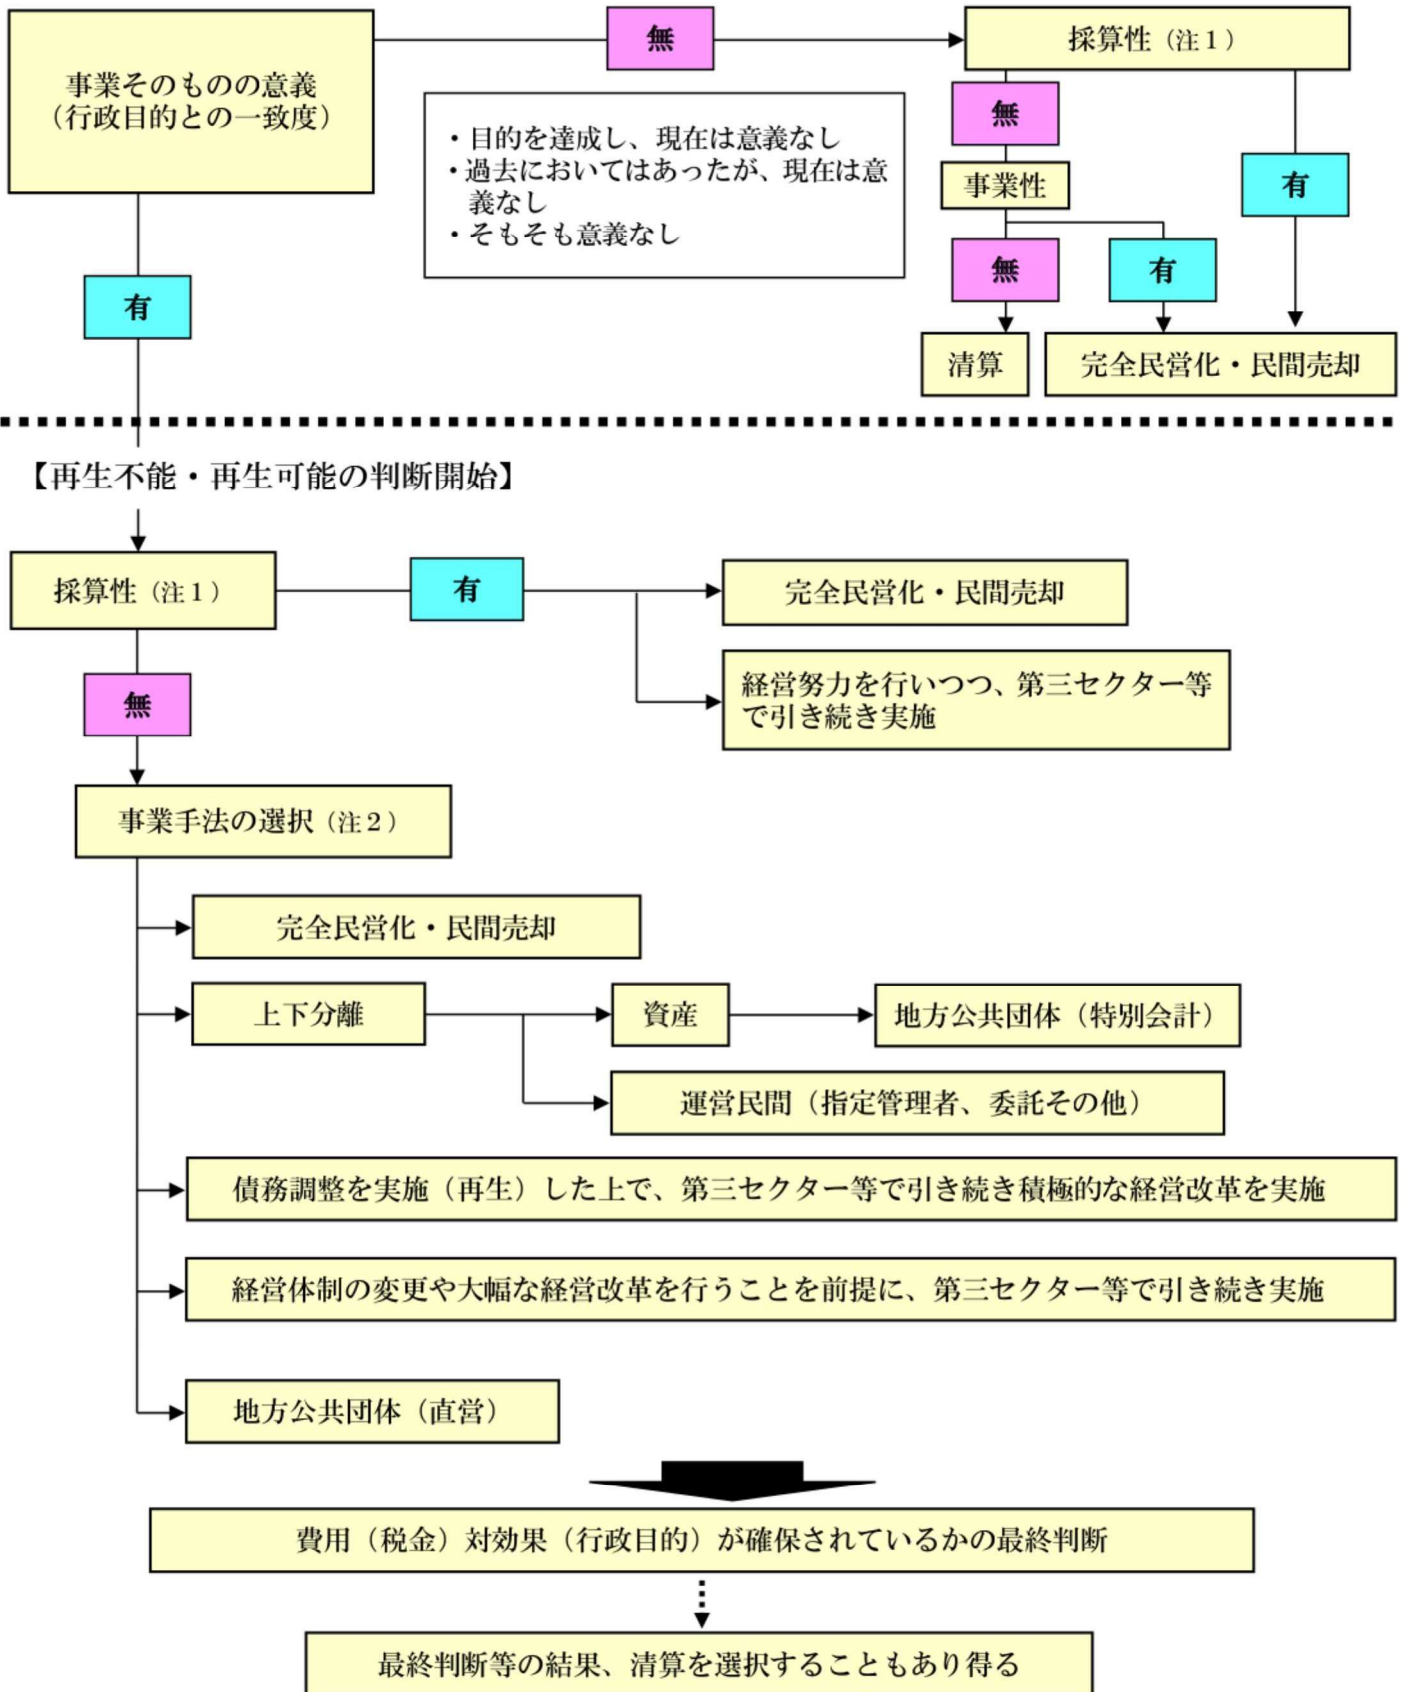 事業そのものの意義
（行政目的との一致度）
無
採算性（注１）
・目的を達成し、現在は意義なし
・過去においてはあったが、現在は意
義なし
・そもそも意義なし
無
有
事業性
無
有
有
清算
完全民営化・民間売却
【再生不能・再生可能の判断開始】
採算性（注１）
有
完全民営化・民間売却
経営努力を行いつつ、第三セクター等
で引き続き実施
無
事業手法の選択（注２）
完全民営化・民間売却
上下分離
資産
地方公共団体（特別会計）
運営民間（指定管理者、委託その他）
債務調整を実施（再生）した上で、第三セクター等で引き続き積極的な経営改革を実施
経営体制の変更や大幅な経営改革を行うことを前提に、第三セクター等で引き続き実施
地方公共団体（直営）
費用（税金）対効果（行政目的）が確保されているかの最終判断
最終判断等の結果、清算を選択することもあり得る